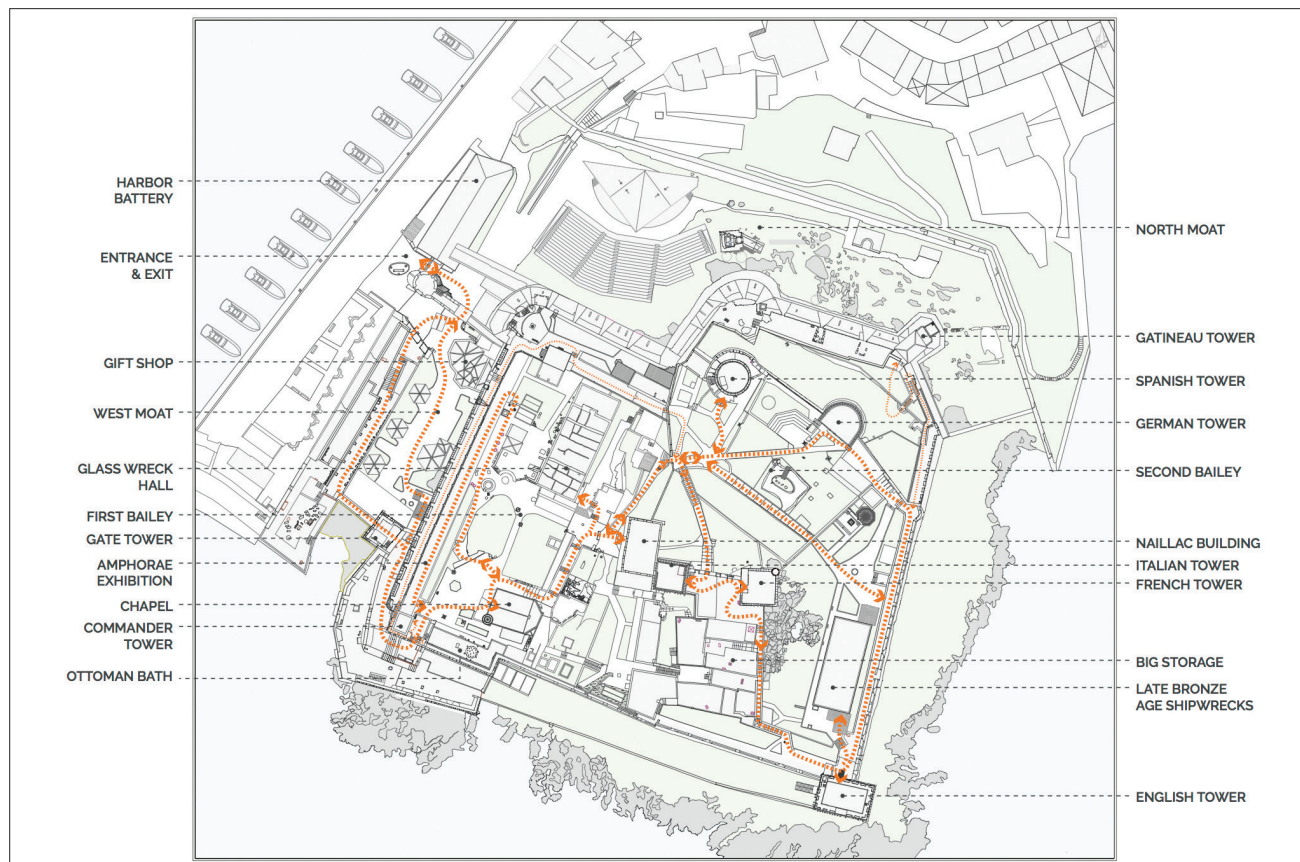 HARBOR
BATTERY
ENTRANCE
& EXIT
GIFT SHOP
WEST MOAT
GLASS WRECK
HALL
FIRST BAILEY
GATE TOWER
AMPHORAE
EXHIBITION
CHAPEL
COMMANDER
TOWER
OTTOMAN BATH
NORTH MOAT
GATINEAU TOWER
SPANISH TOWER
GERMAN TOWER
SECOND BAILEY
NAILLAC BUILDING
ITALIAN TOWER
FRENCH TOWER
BIG STORAGE
LATE BRONZE
AGE SHIPWRECKS
ENGLISH TOWER